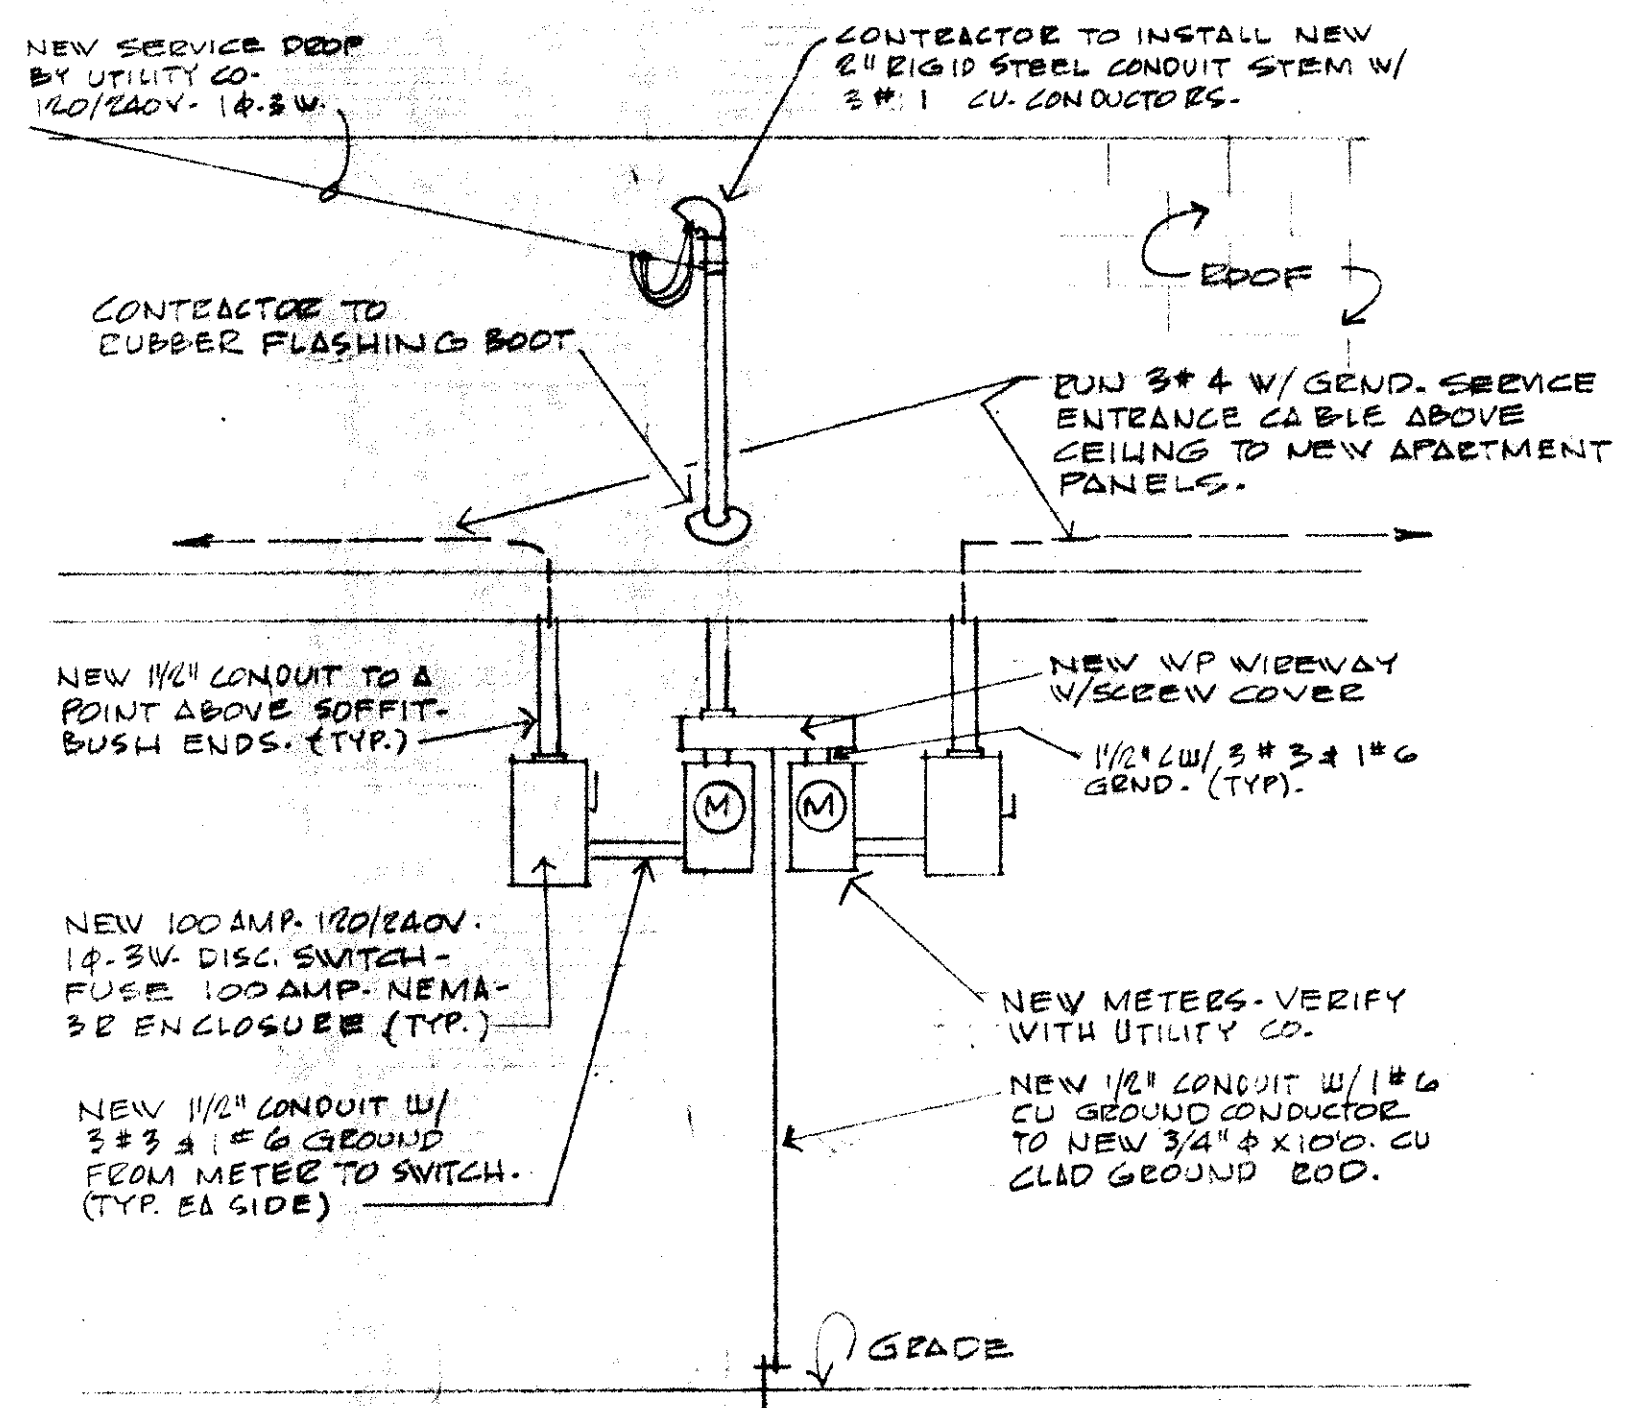 NEW SERVICE DROP
BY UTILITY CO-
120/240V- 1φ-3W.
CONTRACTOR TO INSTALL NEW
2" RIGID STEEL CONDUIT STEM W/
3 # 1 CU- CONDUCTORS-
ROOF
CONTRACTOR TO
RUBBER FLASHING BOOT
RUN 3#4 W/ GRND. SERVICE
ENTRANCE CABLE ABOVE
CEILING TO NEW APARTMENT
PANELS.
NEW 1 1/2" CONDUIT TO A
POINT ABOVE SOFFIT-
BUSH ENDS. (TYP.)
NEW WP WIREWAY
W/SCREW COVER
1 1/2" C W/ 3 # 3 & 1 # 6
GRND- (TYP).
M
M
NEW 100 AMP. 120/240V.
1φ-3W- DISC. SWITCH-
FUSE 100 AMP- NEMA-
3R ENCLOSURE (TYP.)
NEW METERS-VERIFY
WITH UTILITY CO-
NEW 1/2" CONDUIT W/ 1 # 6
CU GROUND CONDUCTOR
TO NEW 3/4" φ X 10'0. CU
CLAD GROUND ROD.
NEW 1 1/2" CONDUIT W/
3 # 3 & 1 # 6 GROUND
FROM METER TO SWITCH.
(TYP. EA SIDE)
GRADE